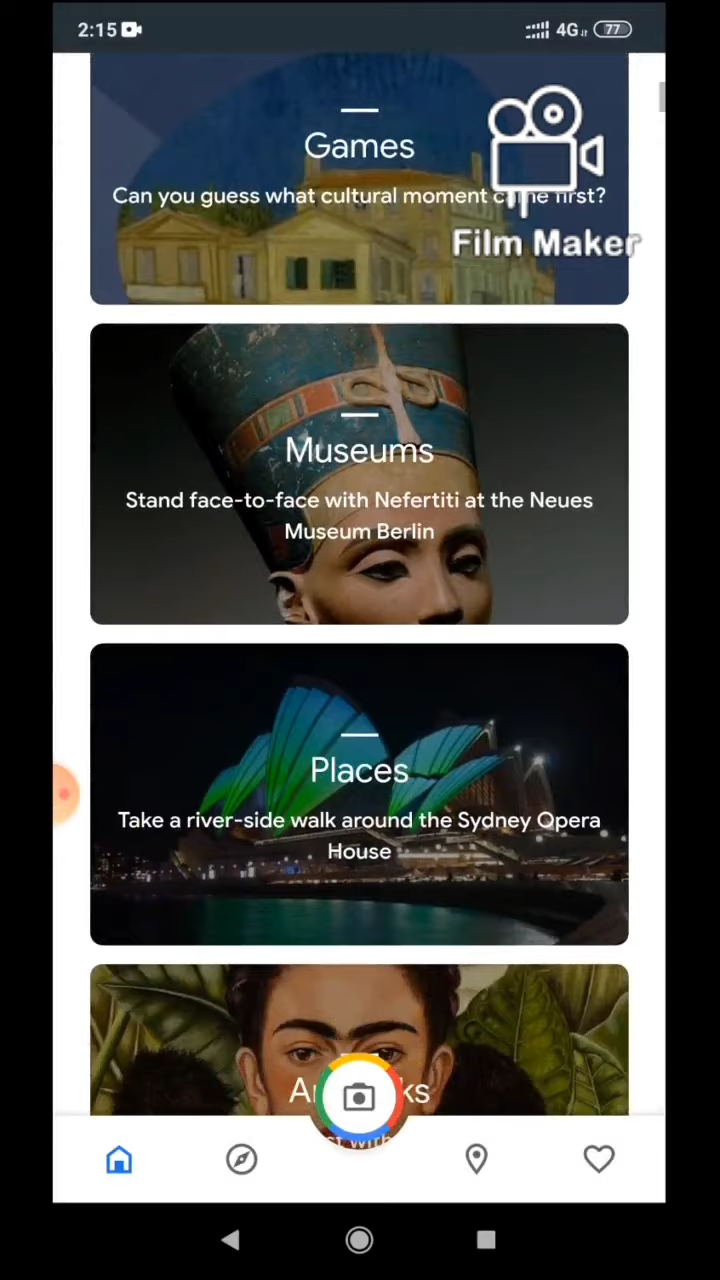 2:15
4G
77
Games
Can you guess what cultural moment came first?
Film Maker
Museums
Stand face-to-face with Nefertiti at the Neues
Museum Berlin
Places
Take a river-side walk around the Sydney Opera
House